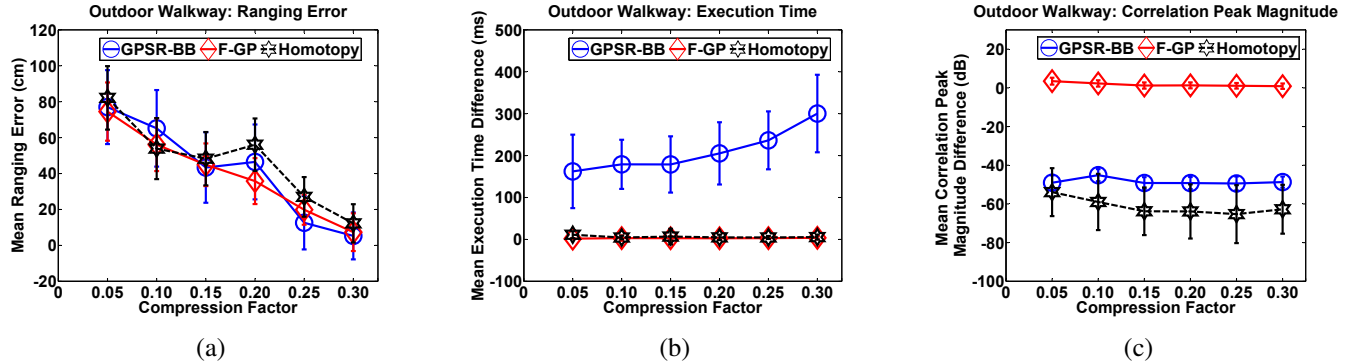 Outdoor Walkway: Ranging Error
GPSR-BB F-GP Homotopy
Mean Ranging Error (cm)
120
100
80
60
40
20
0
-20
0 0.05 0.10 0.15 0.20 0.25 0.30
Compression Factor
(a)
Outdoor Walkway: Execution Time
GPSR-BB F-GP Homotopy
Mean Execution Time Difference (ms)
500
400
300
200
100
0
-100
0 0.05 0.10 0.15 0.20 0.25 0.30
Compression Factor
(b)
Outdoor Walkway: Correlation Peak Magnitude
GPSR-BB F-GP Homotopy
Mean Correlation Peak
Magnitude Difference (dB)
20
0
-20
-40
-60
-80
-100
0 0.05 0.10 0.15 0.20 0.25 0.30
Compression Factor
(c)